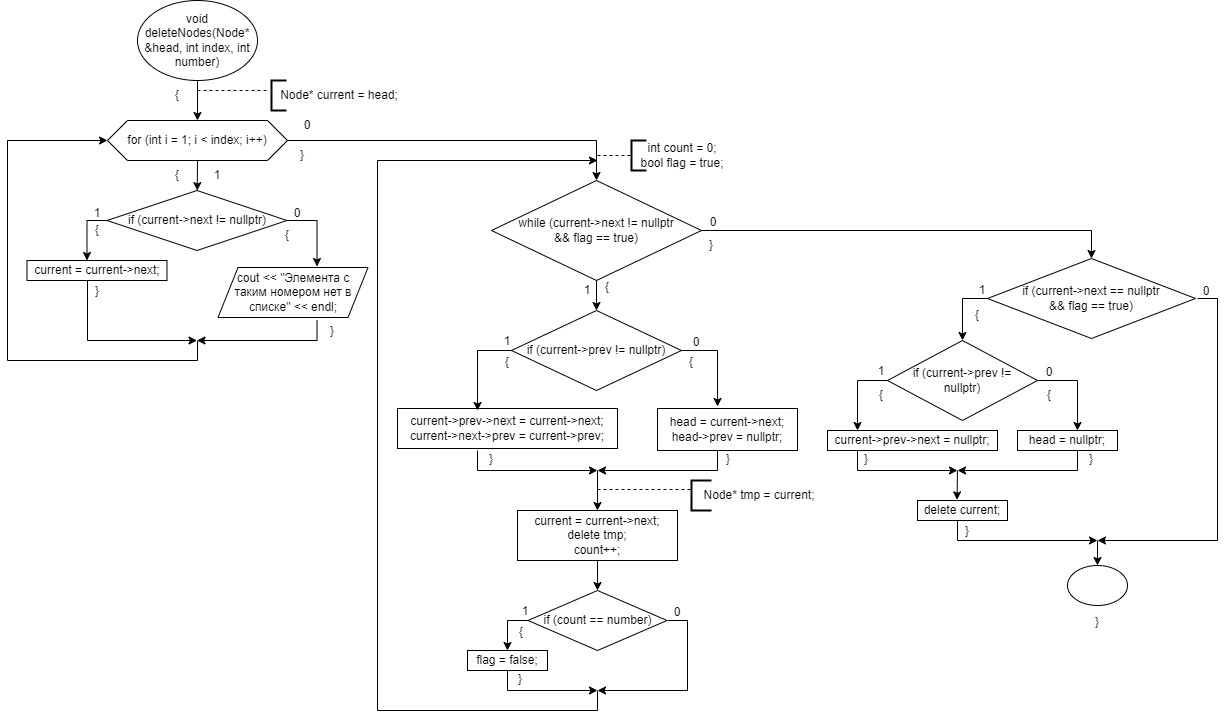 void
deleteNodes(Node*
&head, int index, int
number)
{
Node* current = head;
for (int i = 1; i < index; i++)
0
}
{
1
if (current->next != nullptr)
1
{
0
{
current = current->next;
}
cout << "Элемента с
таким номером нет в
списке" << endl;
}
int count = 0;
bool flag = true;
while (current->next != nullptr
&& flag == true)
0
}
1
{
if (current->prev != nullptr)
1
{
0
{
current->prev->next = current->next;
current->next->prev = current->prev;
}
head = current->next;
head->prev = nullptr;
}
Node* tmp = current;
current = current->next;
delete tmp;
count++;
if (count == number)
1
{
0
flag = false;
}
if (current->next == nullptr
&& flag == true)
1
{
0
if (current->prev !=
nullptr)
1
{
0
{
current->prev->next = nullptr;
}
head = nullptr;
}
delete current;
}
}